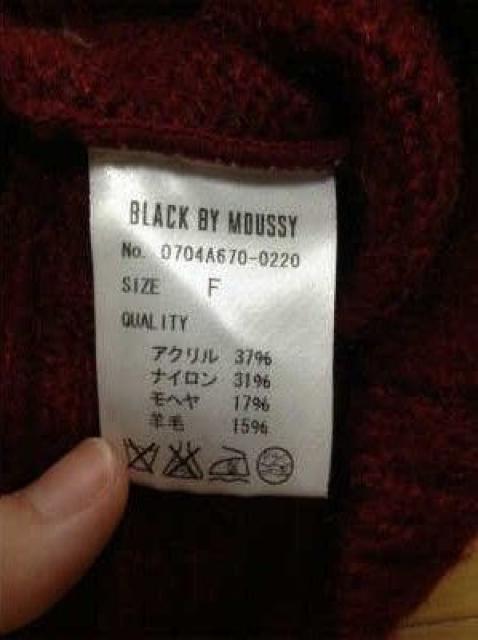 BLACK BY MOUSSY
No. 0704A670-0220
SIZE F
QUALITY
アクリル 37%
ナイロン 31%
モヘヤ 17%
羊毛 15%